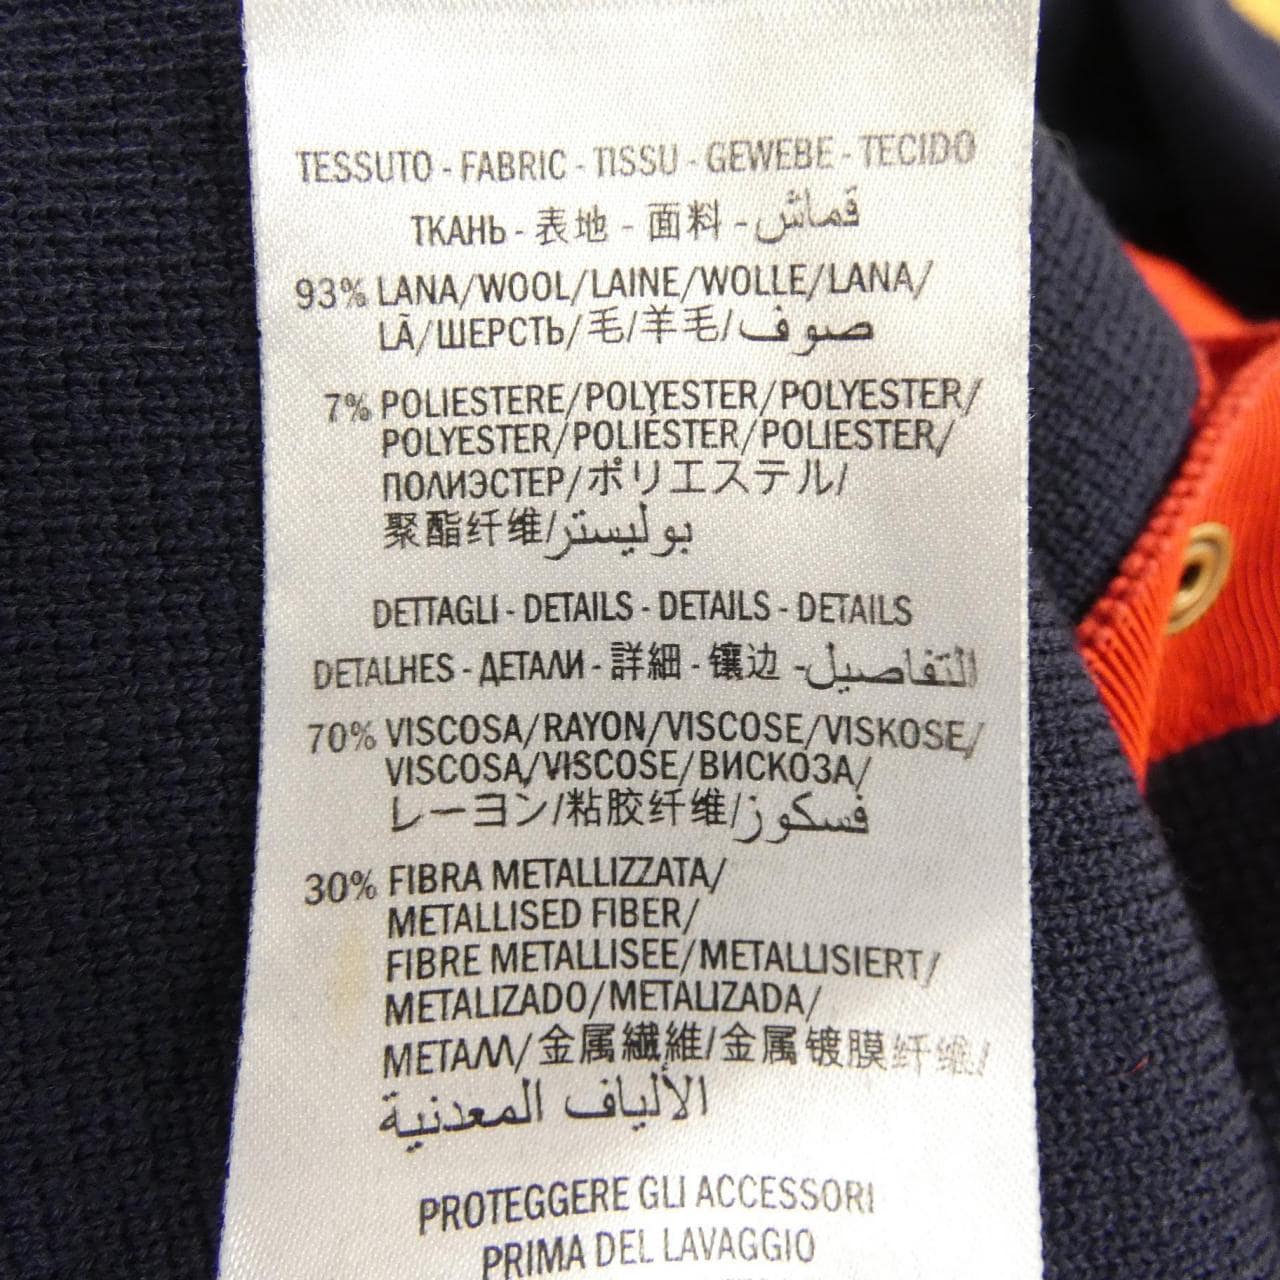 TESSUTO - FABRIC - TISSU - GEWEBE - TECIDO
ТКАНЬ - 表地 - 面料 - قماش
93% LANA/WOOL/LAINE/WOLLE/LANA/
LÃ/ШЕРСТЬ/毛/羊毛/صوف
7% POLIESTERE/POLYESTER/POLYESTER/
POLYESTER/POLIÉSTER/POLIESTER/
ПОЛИЭСТЕР/ポリエステル/
聚酯纤维/بوليستر
DETTAGLI - DETAILS - DETAILS - DETAILS
DETALHES - ДЕТАЛИ - 詳細 - 镶边 - التفاصيل
70% VISCOSA/RAYON/VISCOSE/VISKOSE/
VISCOSA/VISCOSE/ВИСКОЗА/
レーヨン/粘胶纤维/فسكوز
30% FIBRA METALLIZZATA/
METALLISED FIBER/
FIBRE METALLISEE/METALLISIERT/
METALIZADO/METALIZADA/
МЕТАЛЛ/金属繊維/金属镀膜纤维/
الألياف المعدنية
PROTEGGERE GLI ACCESSORI
PRIMA DEL LAVAGGIO